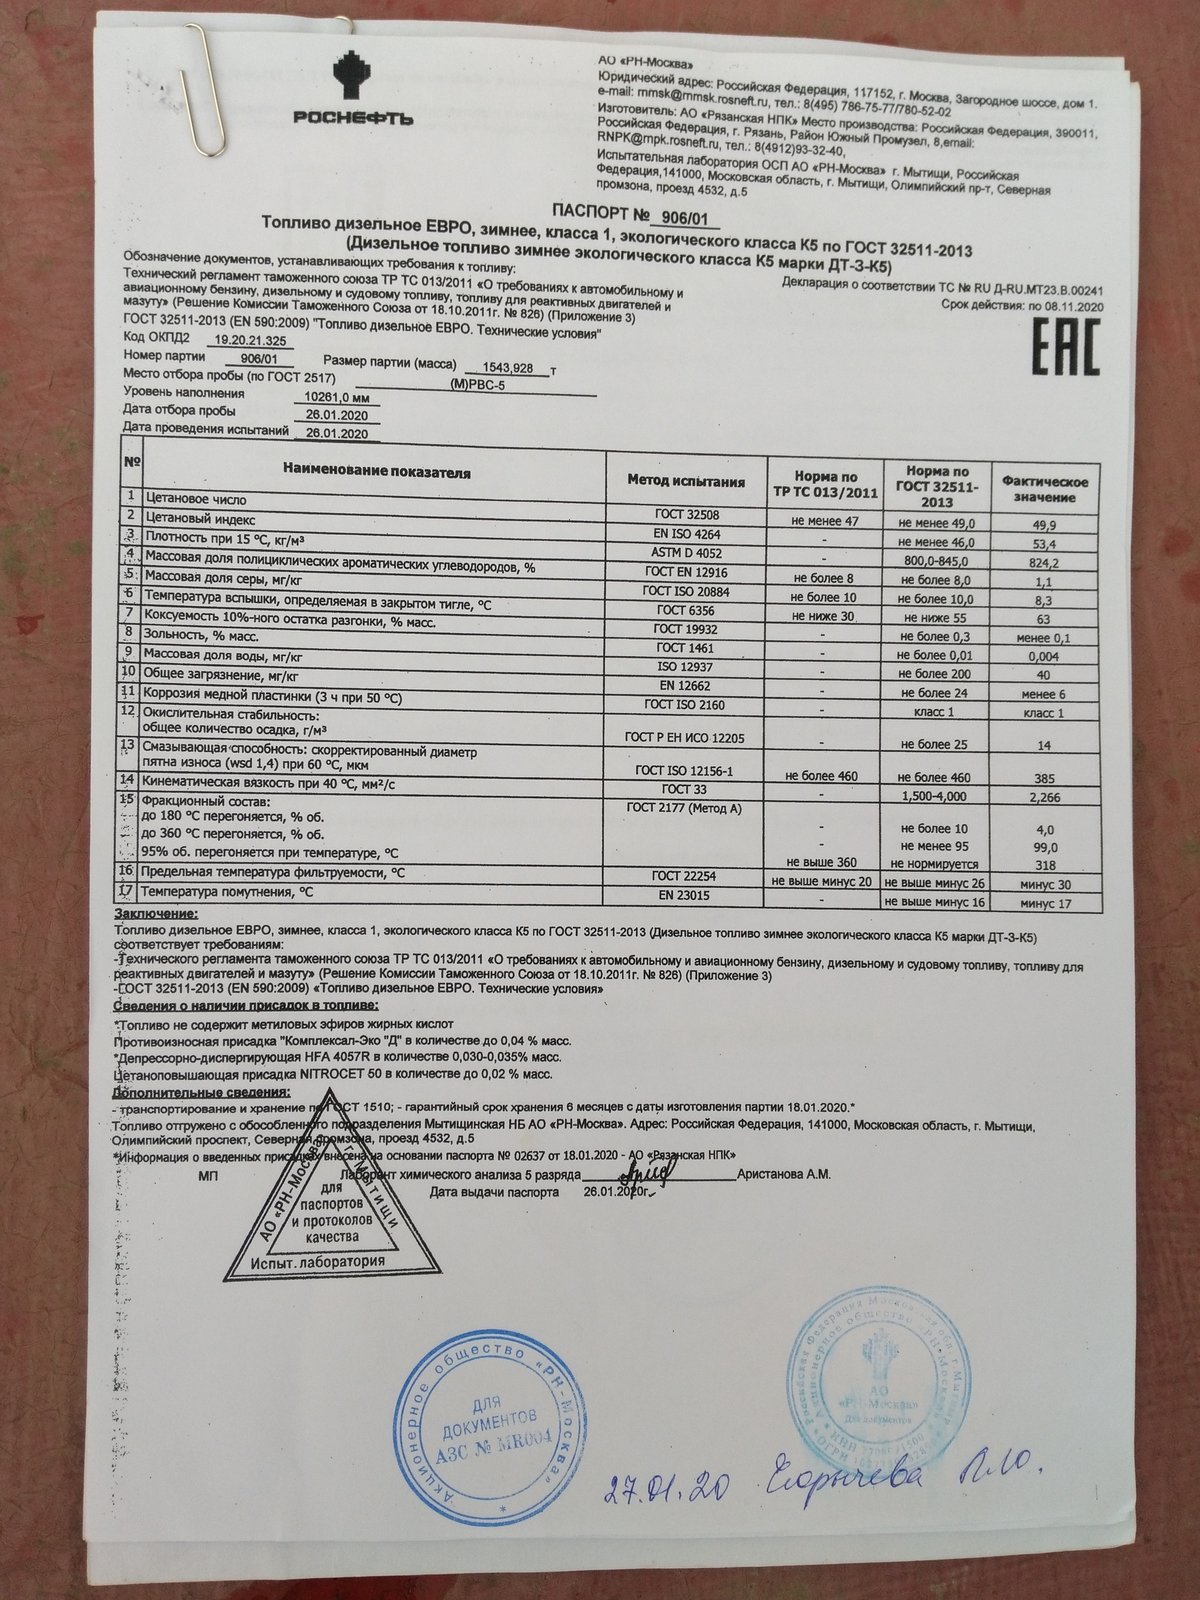 РОСНЕФТЬ
АО «РН-Москва»
Юридический адрес: Российская Федерация, 117152, г. Москва, Загородное шоссе, дом 1.
e-mail: rnmsk@rnmsk.rosneft.ru, тел.: 8(495) 786-75-77/780-52-02
Изготовитель: АО «Рязанская НПК» Место производства: Российская Федерация, 390011,
Российская Федерация, г. Рязань, Район Южный Промузел, 8,email:
RNPK@rnpk.rosneft.ru, тел.: 8(4912)93-32-40,
Испытательная лаборатория ОСП АО «РН-Москва» г. Мытищи, Российская
Федерация,141000, Московская область, г. Мытищи, Олимпийский пр-т, Северная
промзона, проезд 4532, д.5
ПАСПОРТ № 906/01
Топливо дизельное ЕВРО, зимнее, класса 1, экологического класса К5 по ГОСТ 32511-2013
(Дизельное топливо зимнее экологического класса К5 марки ДТ-З-К5)
Обозначение документов, устанавливающих требования к топливу:
Технический регламент таможенного союза ТР ТС 013/2011 «О требованиях к автомобильному и
авиационному бензину, дизельному и судовому топливу, топливу для реактивных двигателей и
мазуту» (Решение Комиссии Таможенного Союза от 18.10.2011г. № 826) (Приложение 3)
Декларация о соответствии ТС № RU Д-RU.МТ23.В.00241
Срок действия: по 08.11.2020
ГОСТ 32511-2013 (EN 590:2009) "Топливо дизельное ЕВРО. Технические условия"
EAC
Код ОКПД2 19.20.21.325
Номер партии 906/01 Размер партии (масса) 1543,928 т
Место отбора пробы (по ГОСТ 2517) (М)РВС-5
Уровень наполнения 10261,0 мм
Дата отбора пробы 26.01.2020
Дата проведения испытаний 26.01.2020
№ Наименование показателя Метод испытания Норма по ТР ТС 013/2011 Норма по ГОСТ 32511-2013 Фактическое значение
1 Цетановое число ГОСТ 32508 не менее 47 не менее 49,0 49,9
2 Цетановый индекс EN ISO 4264 - не менее 46,0 53,4
3 Плотность при 15 °С, кг/м³ ASTM D 4052 - 800,0-845,0 824,2
4 Массовая доля полициклических ароматических углеводородов, % ГОСТ EN 12916 не более 8 не более 8,0 1,1
5 Массовая доля серы, мг/кг ГОСТ ISO 20884 не более 10 не более 10,0 8,3
6 Температура вспышки, определяемая в закрытом тигле, °С ГОСТ 6356 не ниже 30 не ниже 55 63
7 Коксуемость 10%-ного остатка разгонки, % масс. ГОСТ 19932 - не более 0,3 менее 0,1
8 Зольность, % масс. ГОСТ 1461 - не более 0,01 0,004
9 Массовая доля воды, мг/кг ISO 12937 - не более 200 40
10 Общее загрязнение, мг/кг EN 12662 - не более 24 менее 6
11 Коррозия медной пластинки (3 ч при 50 °С) ГОСТ ISO 2160 - класс 1 класс 1
12 Окислительная стабильность:
общее количество осадка, г/м³ ГОСТ Р ЕН ИСО 12205 - не более 25 14
13 Смазывающая способность: скорректированный диаметр
пятна износа (wsd 1,4) при 60 °С, мкм ГОСТ ISO 12156-1 не более 460 не более 460 385
14 Кинематическая вязкость при 40 °С, мм²/с ГОСТ 33 - 1,500-4,000 2,266
15 Фракционный состав: ГОСТ 2177 (Метод А)
до 180 °С перегоняется, % об. - не более 10 4,0
до 360 °С перегоняется, % об. - не менее 95 99,0
95% об. перегоняется при температуре, °С не выше 360 не нормируется 318
16 Предельная температура фильтруемости, °С ГОСТ 22254 не выше минус 20 не выше минус 26 минус 30
17 Температура помутнения, °С EN 23015 - не выше минус 16 минус 17
Заключение:
Топливо дизельное ЕВРО, зимнее, класса 1, экологического класса К5 по ГОСТ 32511-2013 (Дизельное топливо зимнее экологического класса К5 марки ДТ-З-К5)
соответствует требованиям:
-Технического регламента таможенного союза ТР ТС 013/2011 «О требованиях к автомобильному и авиационному бензину, дизельному и судовому топливу, топливу для
реактивных двигателей и мазуту» (Решение Комиссии Таможенного Союза от 18.10.2011г. № 826) (Приложение 3)
-ГОСТ 32511-2013 (EN 590:2009) «Топливо дизельное ЕВРО. Технические условия»
Сведения о наличии присадок в топливе:
*Топливо не содержит метиловых эфиров жирных кислот
Противоизносная присадка "Комплексал-Эко "Д" в количестве до 0,04 % масс.
*Депрессорно-диспергирующая HFA 4057R в количестве 0,030-0,035% масс.
Цетаноповышающая присадка NITROCET 50 в количестве до 0,02 % масс.
Дополнительные сведения:
- транспортирование и хранение по ГОСТ 1510; - гарантийный срок хранения 6 месяцев с даты изготовления партии 18.01.2020.*
Топливо отгружено с обособленного подразделения Мытищинская НБ АО «РН-Москва». Адрес: Российская Федерация, 141000, Московская область, г. Мытищи,
Олимпийский проспект, Северная промзона, проезд 4532, д.5
*Информация о введенных присадках внесена на основании паспорта № 02637 от 18.01.2020 - АО «Рязанская НПК»
МП Лаборант химического анализа 5 разряда Аристанова А.М.
Дата выдачи паспорта 26.01.2020г.
АО «РН-Москва» г. Мытищи
для
паспортов
и протоколов
качества
Испыт. лаборатория
Акционерное общество «РН-Москва»
ДЛЯ
ДОКУМЕНТОВ
АЗС № MR004
*
Акционерное общество «РН-Москва»
АО
«РН-Москва»
Для документов
27.01.20